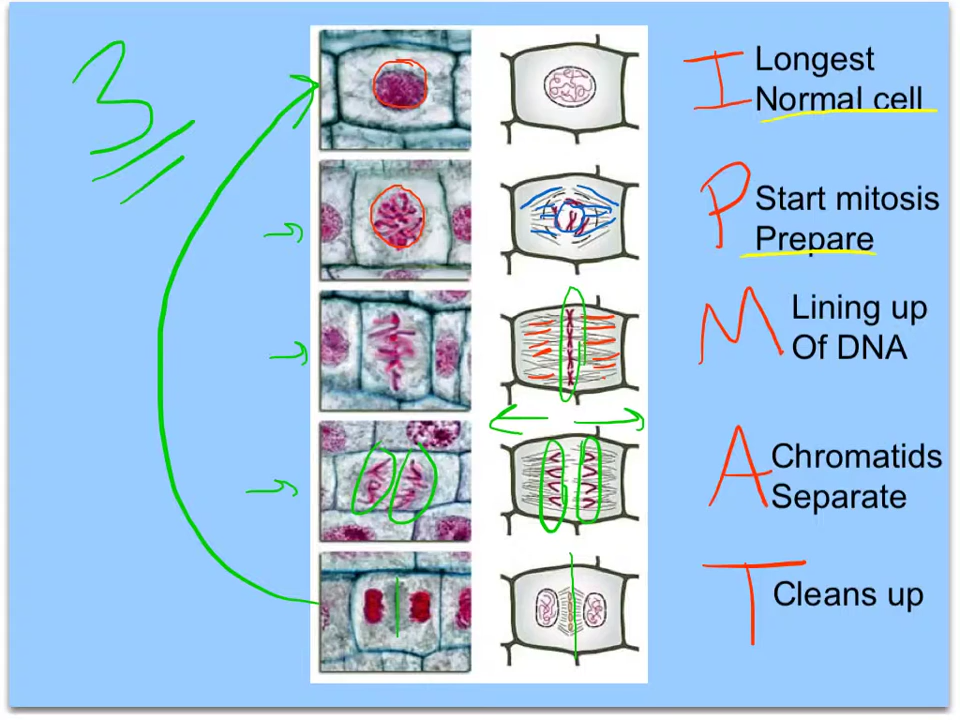 3
I
Longest
Normal cell
P
Start mitosis
Prepare
M
Lining up
Of DNA
A
Chromatids
Separate
T
Cleans up